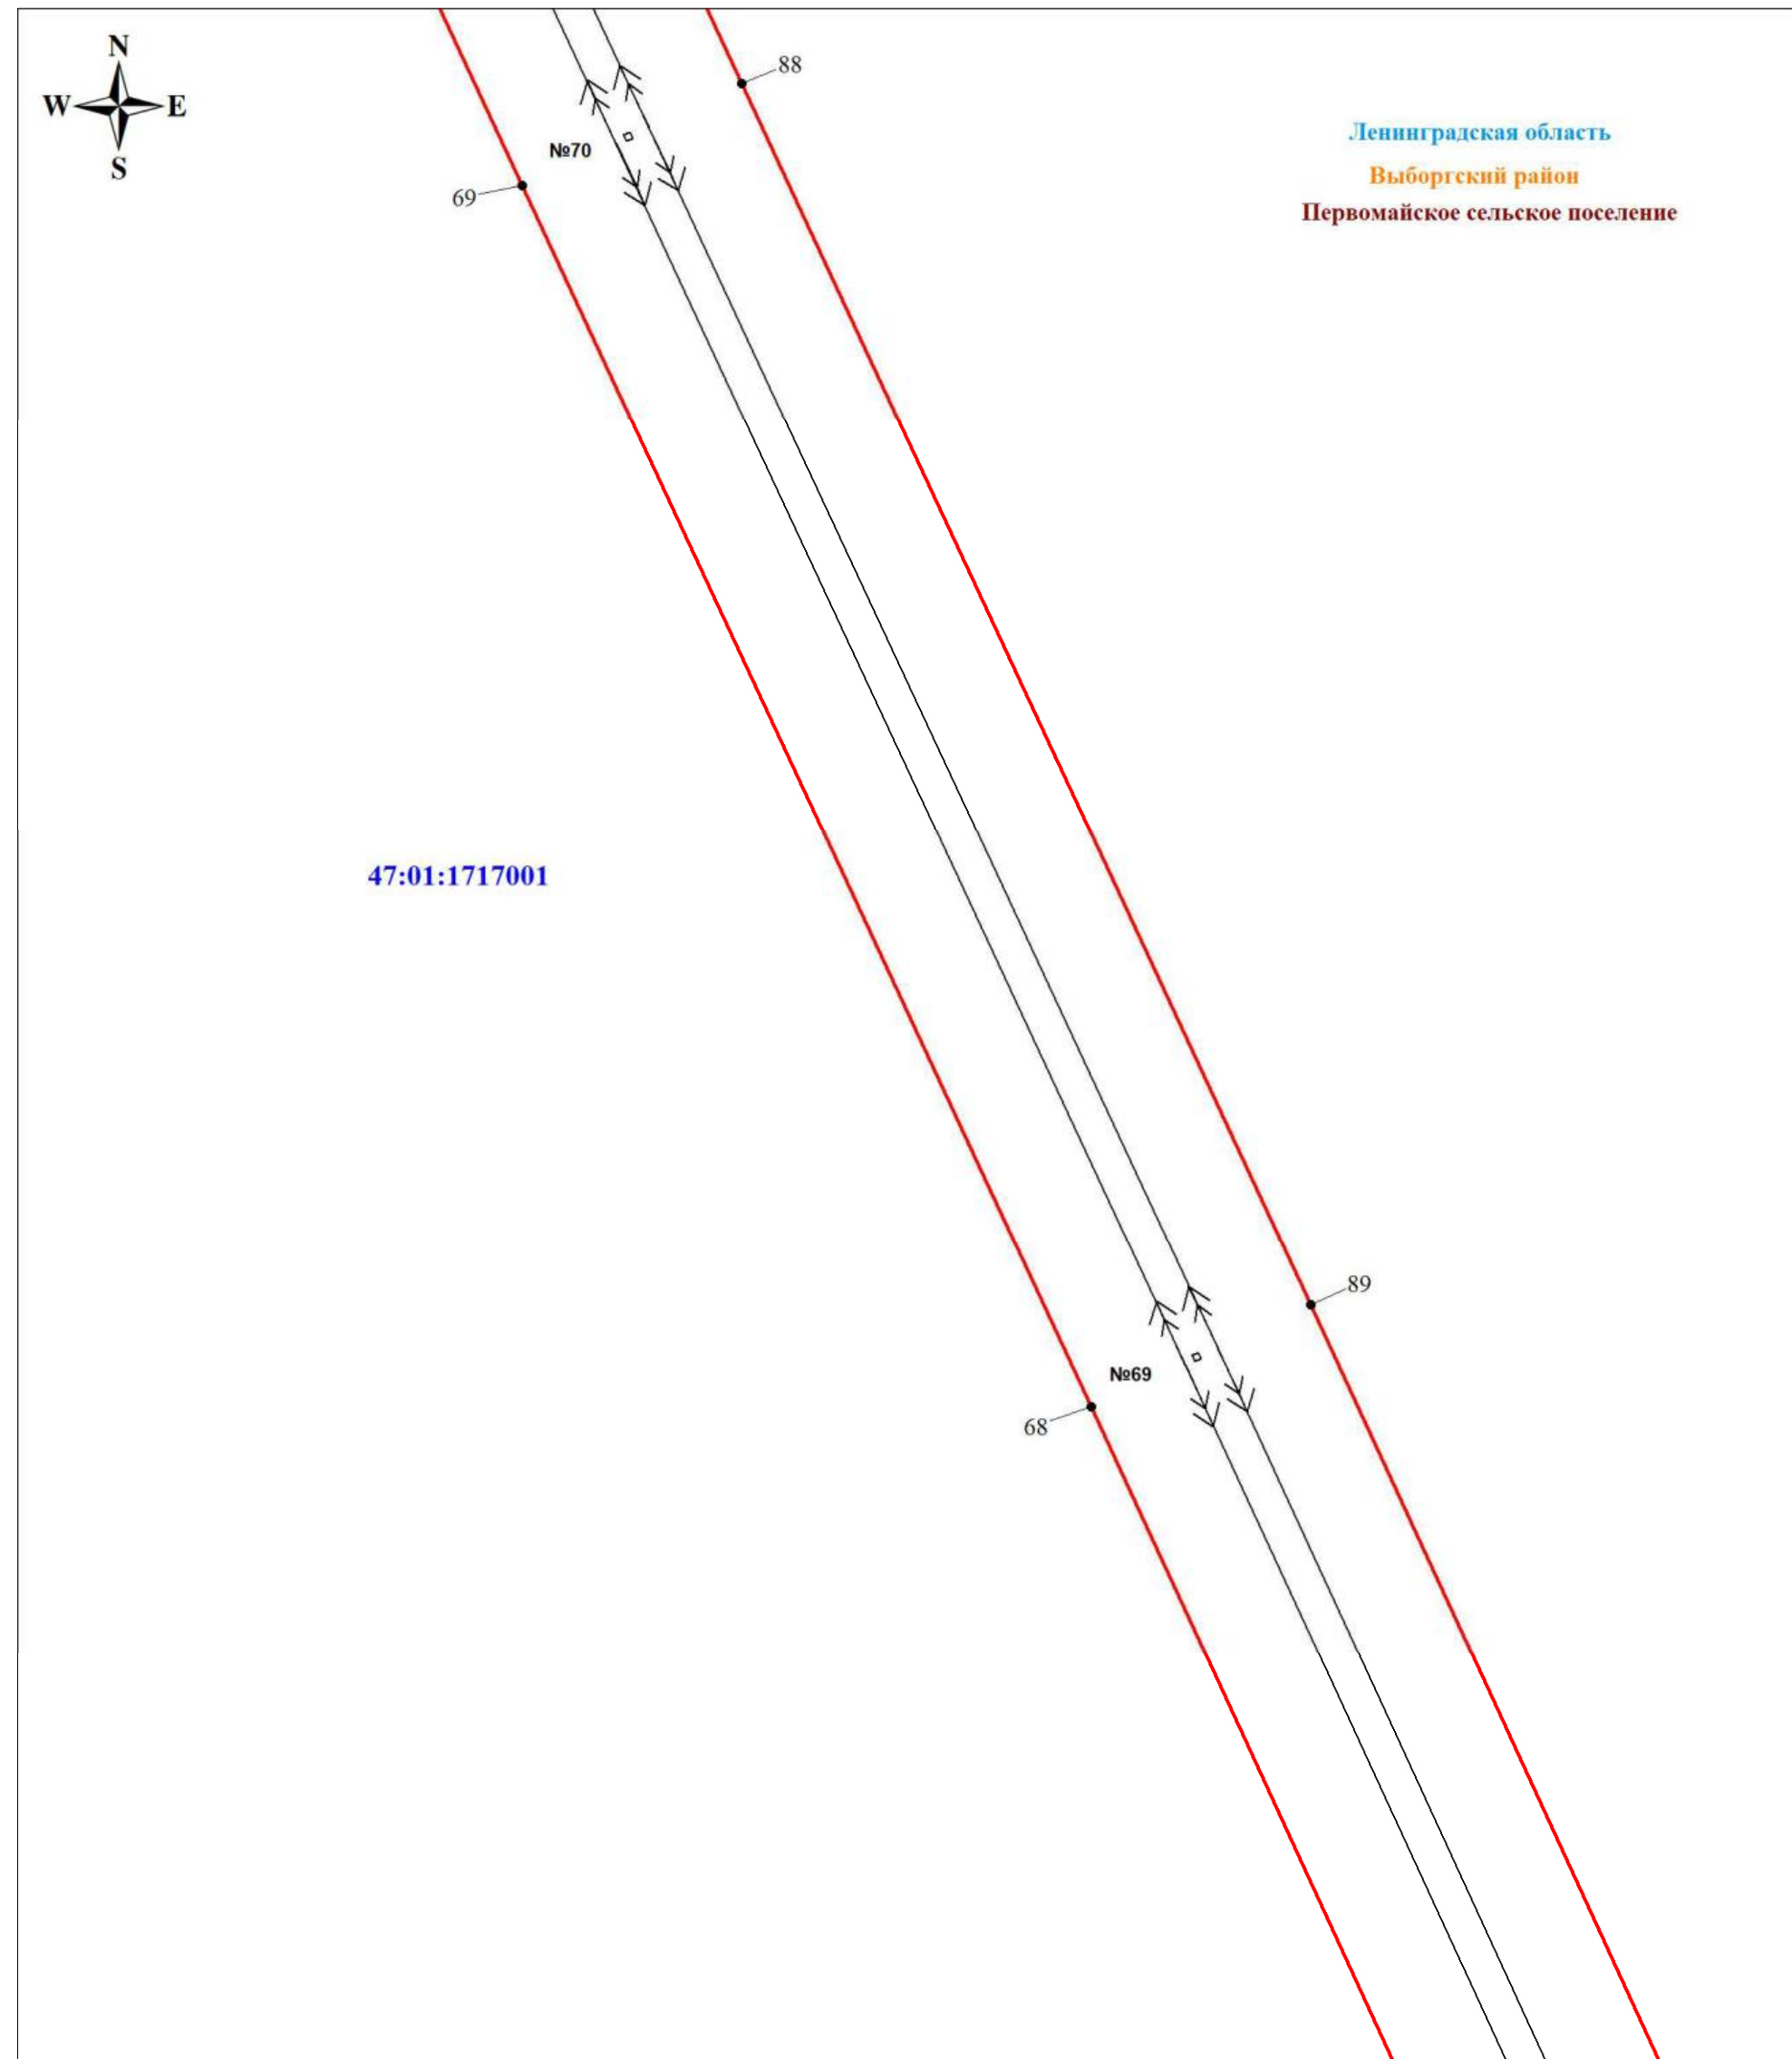 N
W E
S
88
Ленинградская область
Выборгский район
Первомайское сельское поселение
№70
69
47:01:1717001
89
№69
68